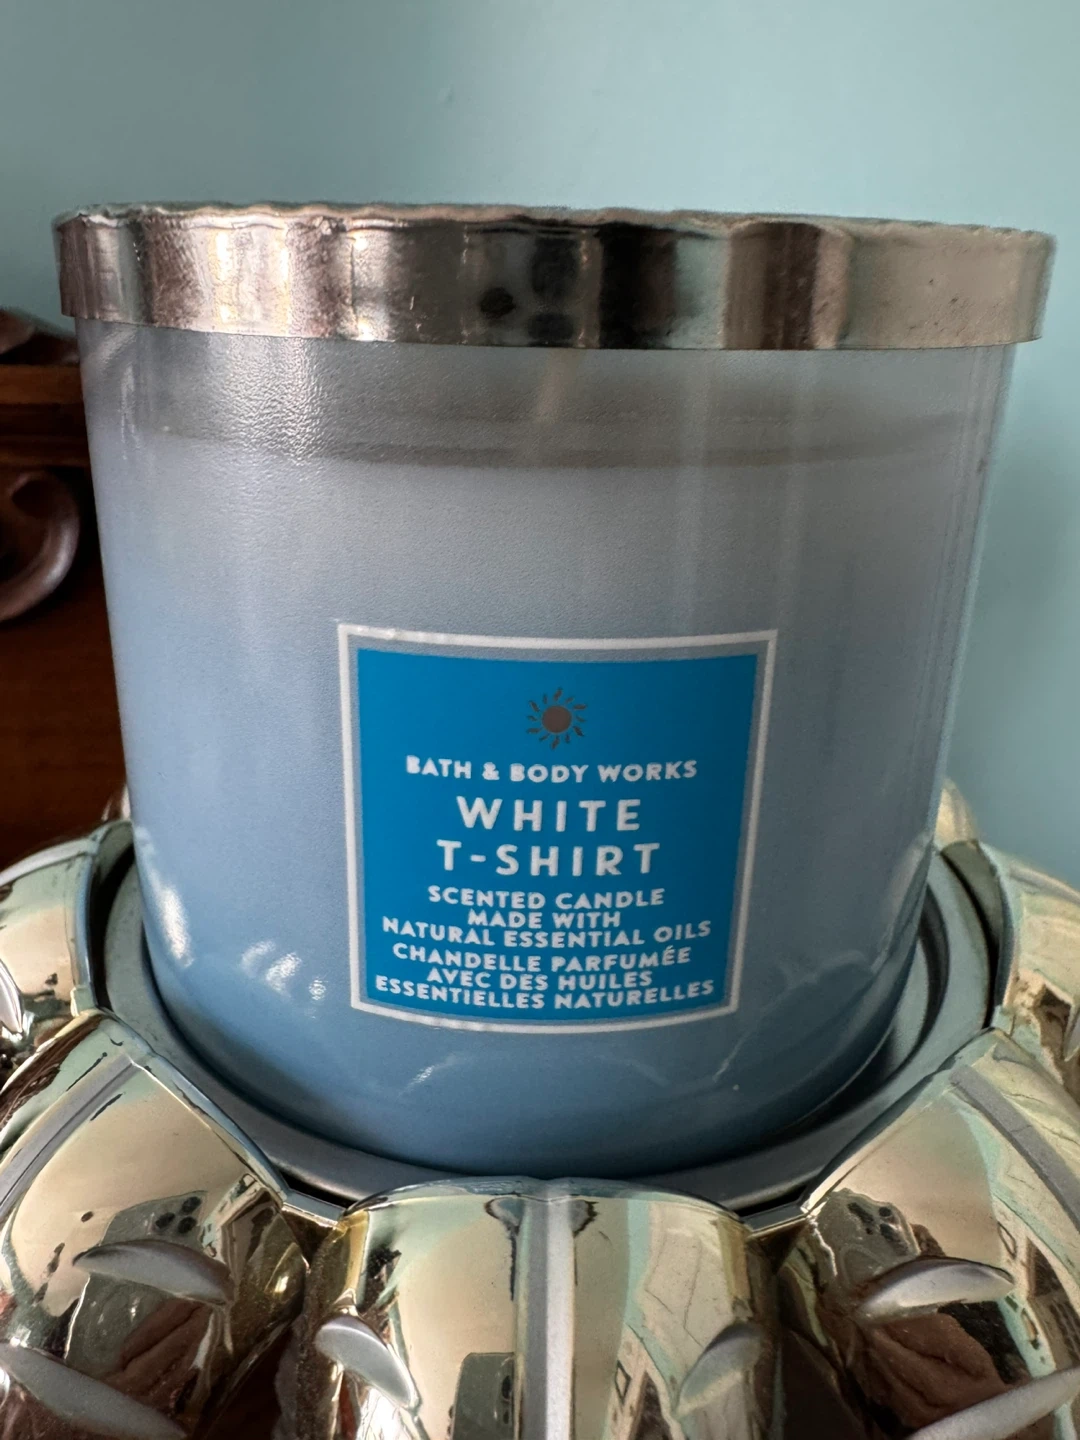 BATH & BODY WORKS
WHITE
T-SHIRT
SCENTED CANDLE
MADE WITH
NATURAL ESSENTIAL OILS
CHANDELLE PARFUMÉE
AVEC DES HUILES
ESSENTIELLES NATURELLES